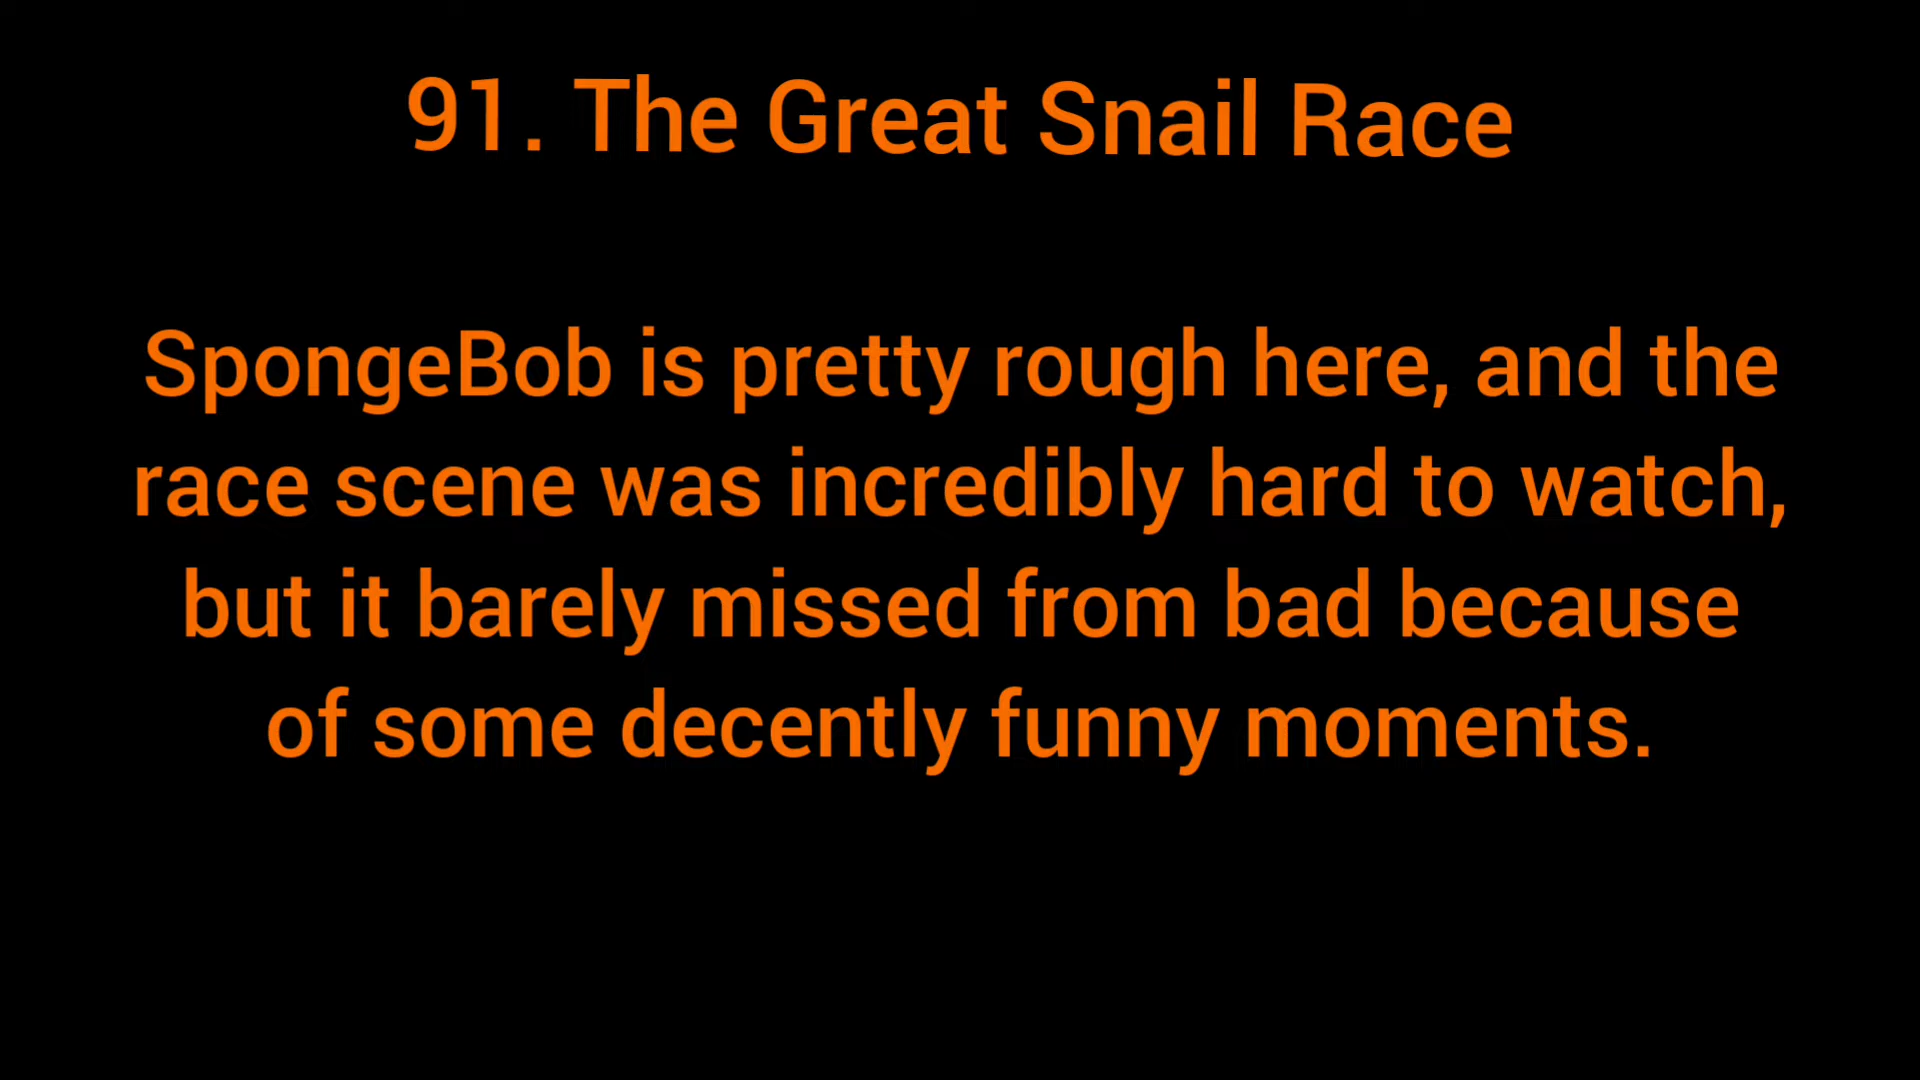 91. The Great Snail Race
SpongeBob is pretty rough here, and the
race scene was incredibly hard to watch,
but it barely missed from bad because
of some decently funny moments.